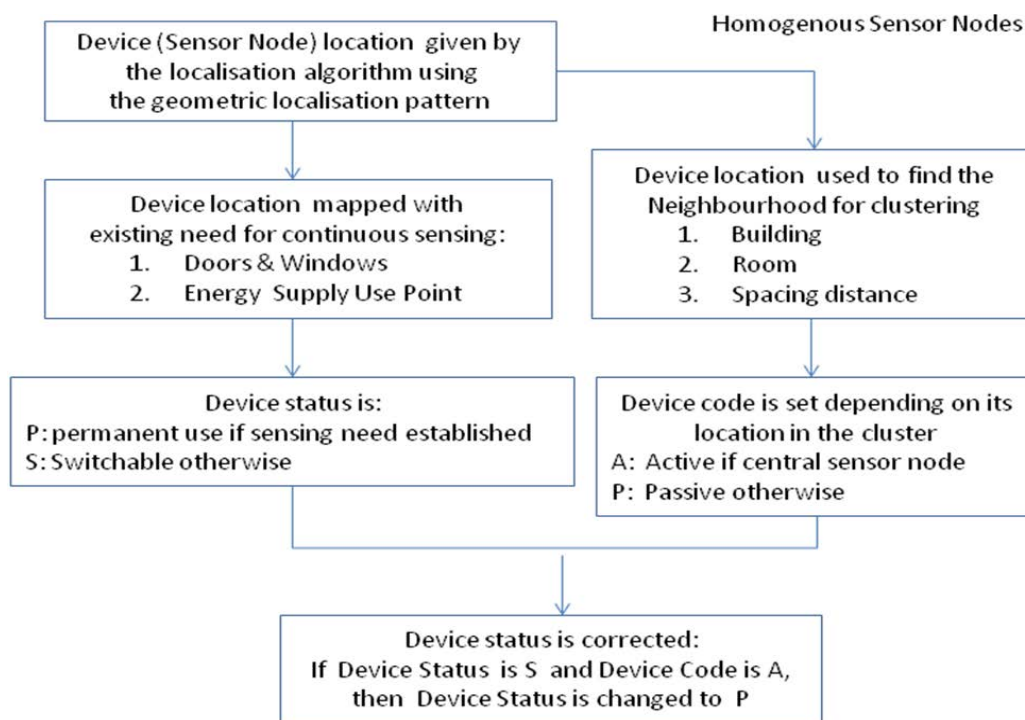 Homogenous Sensor Nodes
Device (Sensor Node) location given by
the localisation algorithm using
the geometric localisation pattern
Device location mapped with
existing need for continuous sensing:
1. Doors & Windows
2. Energy Supply Use Point
Device location used to find the
Neighbourhood for clustering
1. Building
2. Room
3. Spacing distance
Device status is:
P: permanent use if sensing need established
S: Switchable otherwise
Device code is set depending on its
location in the cluster
A: Active if central sensor node
P: Passive otherwise
Device status is corrected:
If Device Status is S and Device Code is A,
then Device Status is changed to P